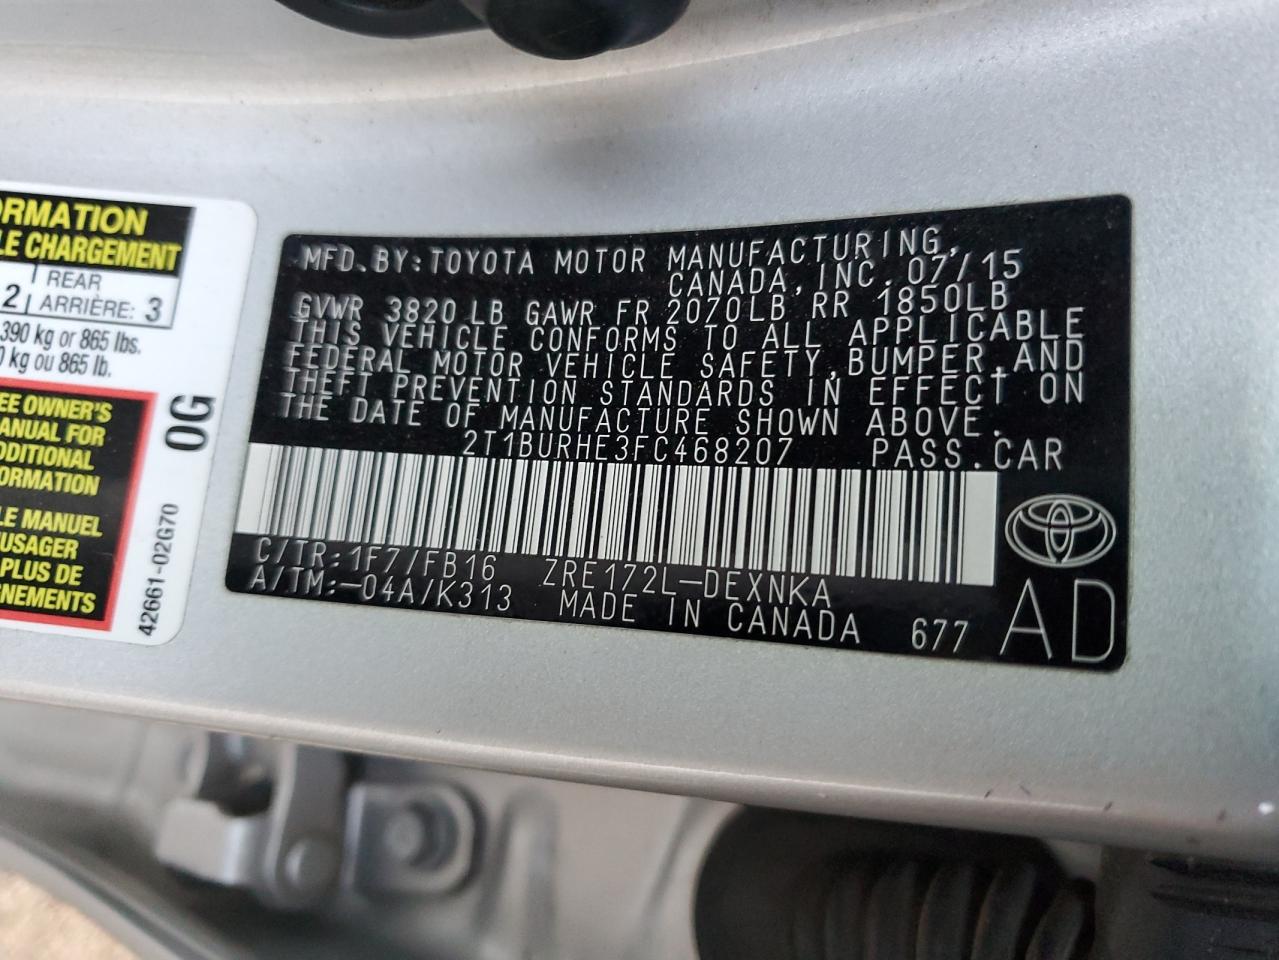 ORMATION
LE CHARGEMENT
2 REAR
ARRIÈRE: 3
390 kg or 865 lbs.
0 kg ou 865 lb.
EE OWNER'S
ANUAL FOR
DDITIONAL
ORMATION
LE MANUEL
USAGER
PLUS DE
GNEMENTS
0G
42661-02G70
MFD. BY: TOYOTA MOTOR MANUFACTURING,
CANADA, INC. 07/15
GVWR 3820 LB GAWR FR 2070LB RR 1850LB
THIS VEHICLE CONFORMS TO ALL APPLICABLE
FEDERAL MOTOR VEHICLE SAFETY, BUMPER, AND
THEFT PREVENTION STANDARDS IN EFFECT ON
THE DATE OF MANUFACTURE SHOWN ABOVE.
2T1BURHE3FC468207 PASS. CAR
C/TR: 1F7/FB16 ZRE172L-DEXNKA
A/TM: -04A/K313 MADE IN CANADA 677
AD